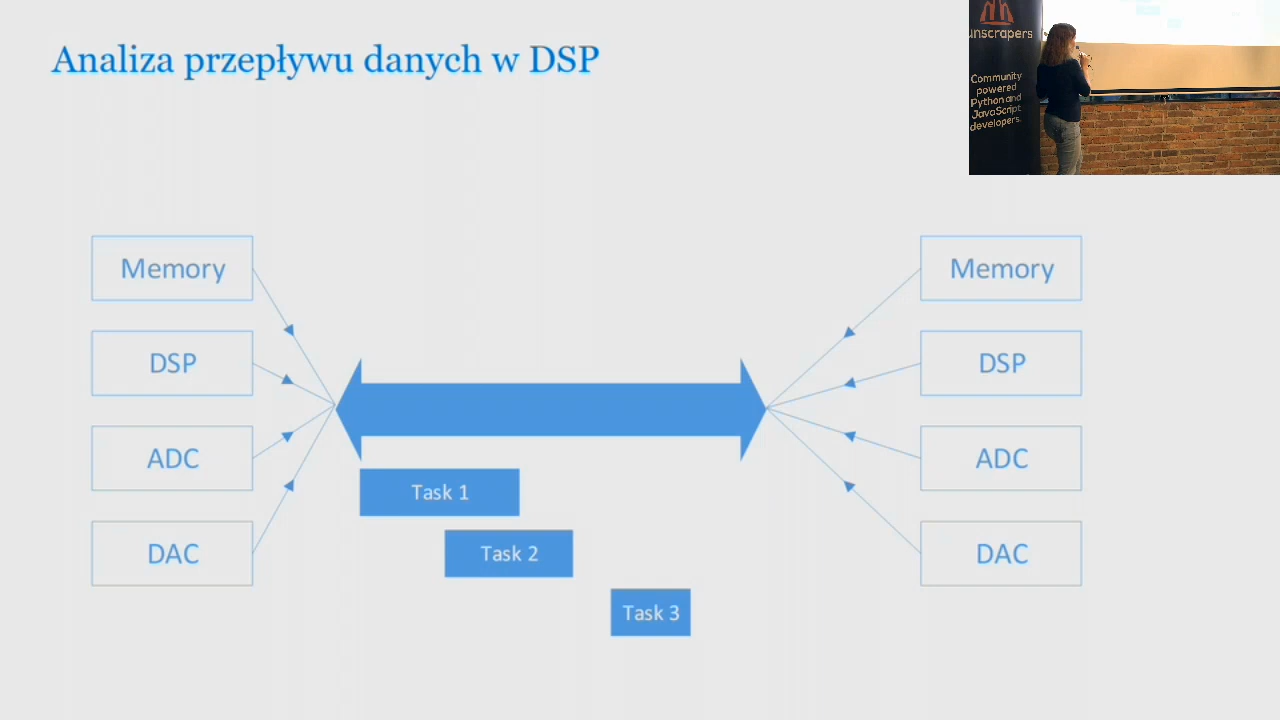 Analiza przepływu danych w DSP
unscrapers
Community
powered
Python and
JavaScript
developers.
Memory
DSP
ADC
DAC
Task 1
Task 2
Task 3
Memory
DSP
ADC
DAC